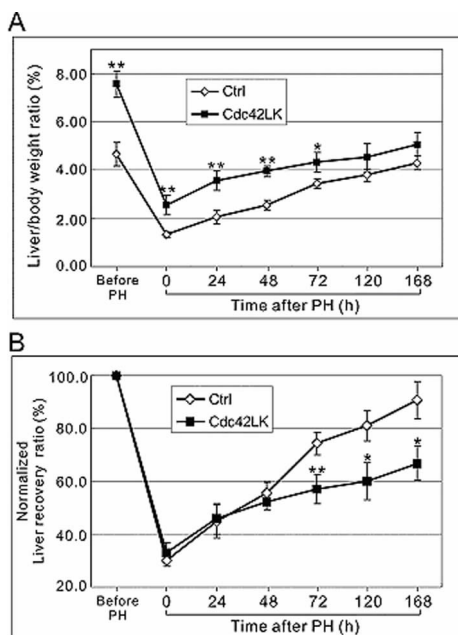 A
Liver/body weight ratio (%)
8.00
6.00
4.00
2.00
0.00
Ctrl
Cdc42LK
**
**
**
**
*
Before PH
0 24 48 72 120 168
Time after PH (h)
B
Normalized
Liver recovery ratio (%)
100.0
80.0
60.0
40.0
20.0
Ctrl
Cdc42LK
**
*
*
Before PH
0 24 48 72 120 168
Time after PH (h)